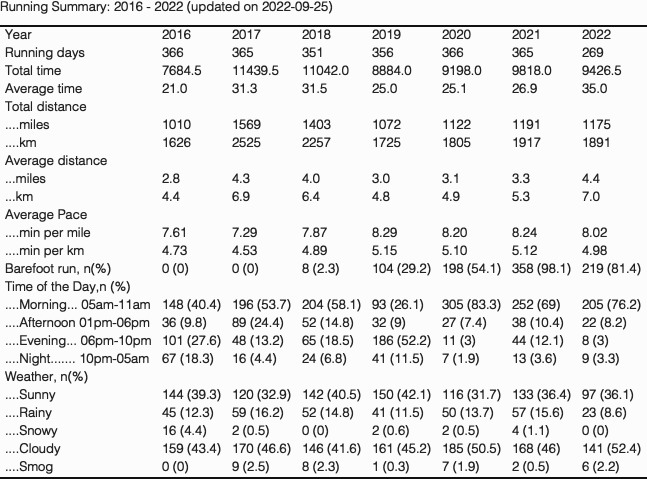 Running Summary: 2016 - 2022 (updated on 2022-09-25)
Year 2016 2017 2018 2019 2020 2021 2022
Running days 366 365 351 356 366 365 269
Total time 7684.5 11439.5 11042.0 8884.0 9198.0 9818.0 9426.5
Average time 21.0 31.3 31.5 25.0 25.1 26.9 35.0
Total distance
....miles 1010 1569 1403 1072 1122 1191 1175
....km 1626 2525 2257 1725 1805 1917 1891
Average distance
...miles 2.8 4.3 4.0 3.0 3.1 3.3 4.4
...km 4.4 6.9 6.4 4.8 4.9 5.3 7.0
Average Pace
....min per mile 7.61 7.29 7.87 8.29 8.20 8.24 8.02
....min per km 4.73 4.53 4.89 5.15 5.10 5.12 4.98
Barefoot run, n(%) 0 (0) 0 (0) 8 (2.3) 104 (29.2) 198 (54.1) 358 (98.1) 219 (81.4)
Time of the Day,n (%)
....Morning... 05am-11am 148 (40.4) 196 (53.7) 204 (58.1) 93 (26.1) 305 (83.3) 252 (69) 205 (76.2)
....Afternoon 01pm-06pm 36 (9.8) 89 (24.4) 52 (14.8) 32 (9) 27 (7.4) 38 (10.4) 22 (8.2)
....Evening... 06pm-10pm 101 (27.6) 48 (13.2) 65 (18.5) 186 (52.2) 11 (3) 44 (12.1) 8 (3)
....Night....... 10pm-05am 67 (18.3) 16 (4.4) 24 (6.8) 41 (11.5) 7 (1.9) 13 (3.6) 9 (3.3)
Weather, n(%)
....Sunny 144 (39.3) 120 (32.9) 142 (40.5) 150 (42.1) 116 (31.7) 133 (36.4) 97 (36.1)
....Rainy 45 (12.3) 59 (16.2) 52 (14.8) 41 (11.5) 50 (13.7) 57 (15.6) 23 (8.6)
....Snowy 16 (4.4) 2 (0.5) 0 (0) 2 (0.6) 2 (0.5) 4 (1.1) 0 (0)
....Cloudy 159 (43.4) 170 (46.6) 146 (41.6) 161 (45.2) 185 (50.5) 168 (46) 141 (52.4)
....Smog 0 (0) 9 (2.5) 8 (2.3) 1 (0.3) 7 (1.9) 2 (0.5) 6 (2.2)